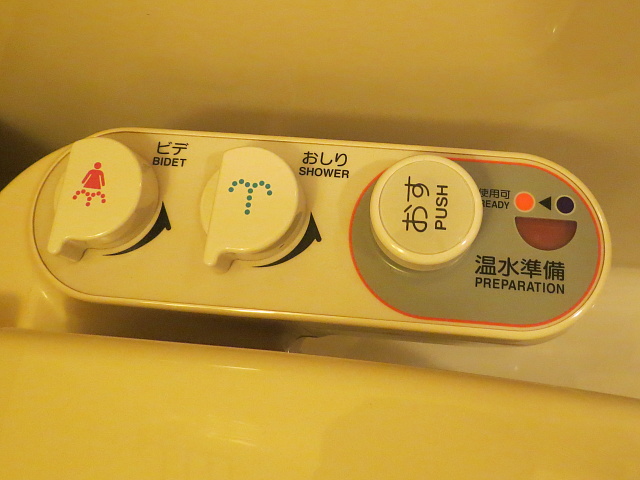 ビデ
BIDET
おしり
SHOWER
おす
PUSH
使用可
READY
温水準備
PREPARATION